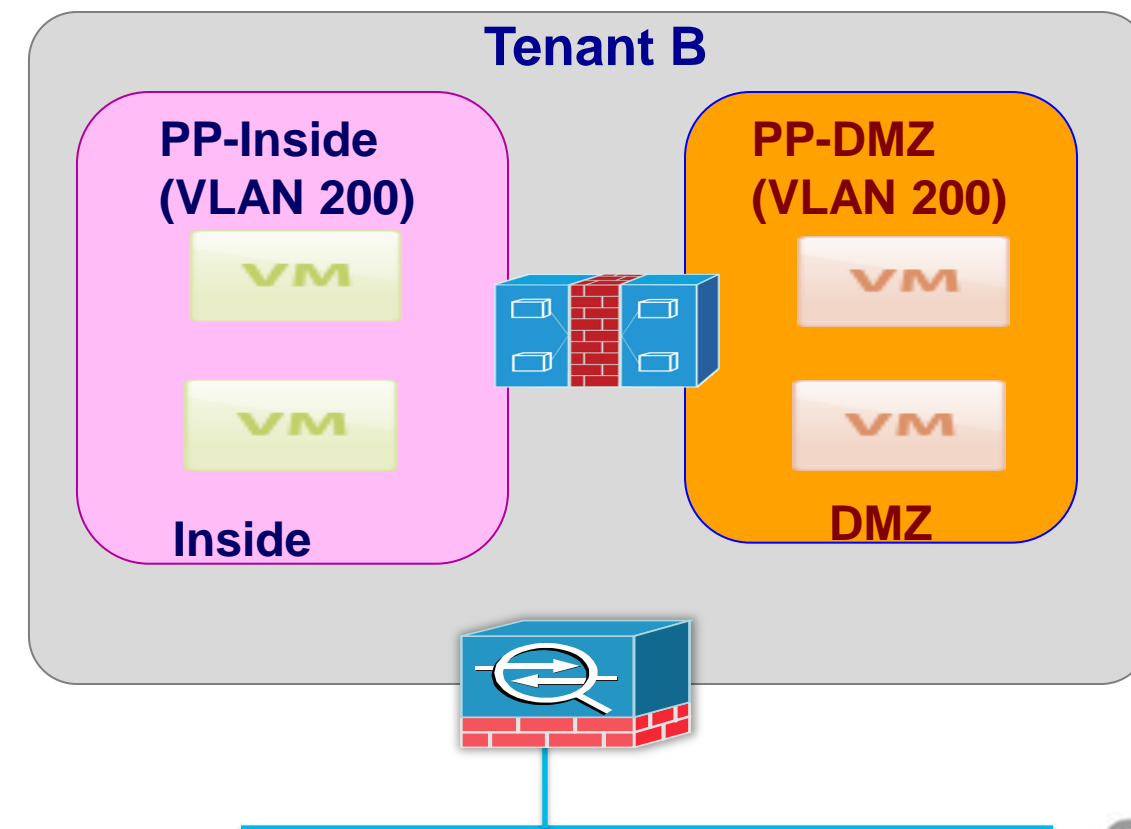 Tenant B
PP-Inside
(VLAN 200)
VM
VM
Inside
PP-DMZ
(VLAN 200)
VM
VM
DMZ